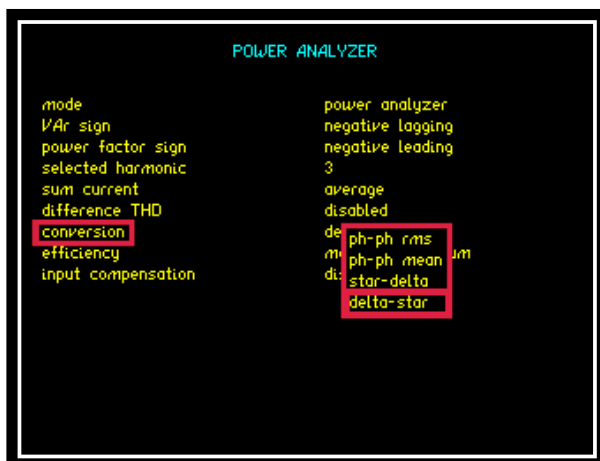 POWER ANALYZER
mode power analyzer
VAr sign negative lagging
power factor sign negative leading
selected harmonic 3
sum current average
difference THD disabled
conversion
ph-ph rms
efficiency
ph-ph mean
input compensation
star-delta
delta-star